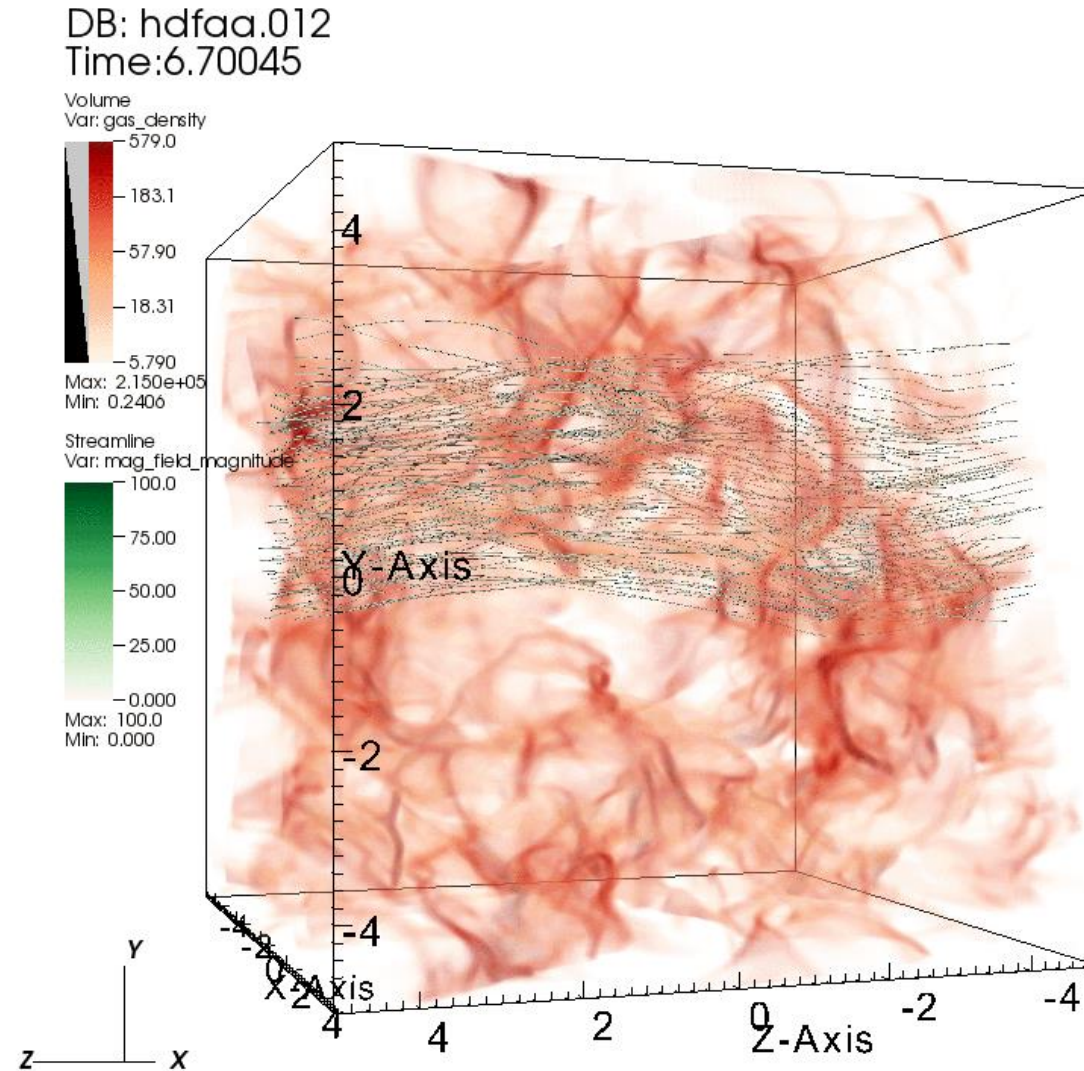 DB: hdfaa.012
Time:6.70045
Volume
Var: gas_density
579.0
183.1
57.90
18.31
5.790
Max: 2.150e+05
Min: 0.2406
Streamline
Var: mag_field_magnitude
100.0
75.00
50.00
25.00
0.000
Max: 100.0
Min: 0.000
4
2
Y-Axis
0
-2
-4
-4
-2
0
X-Axis
2
4
4
2
0
Z-Axis
-2
-4
Y
Z
X